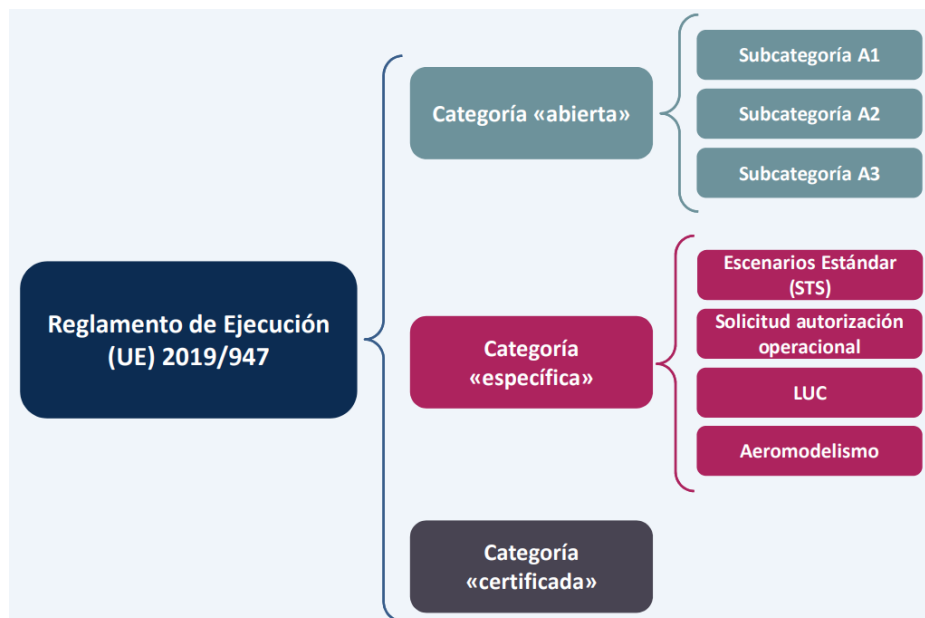 Reglamento de Ejecución
(UE) 2019/947
Categoría «abierta»
Subcategoría A1
Subcategoría A2
Subcategoría A3
Categoría
«específica»
Escenarios Estándar
(STS)
Solicitud autorización
operacional
LUC
Aeromodelismo
Categoría
«certificada»